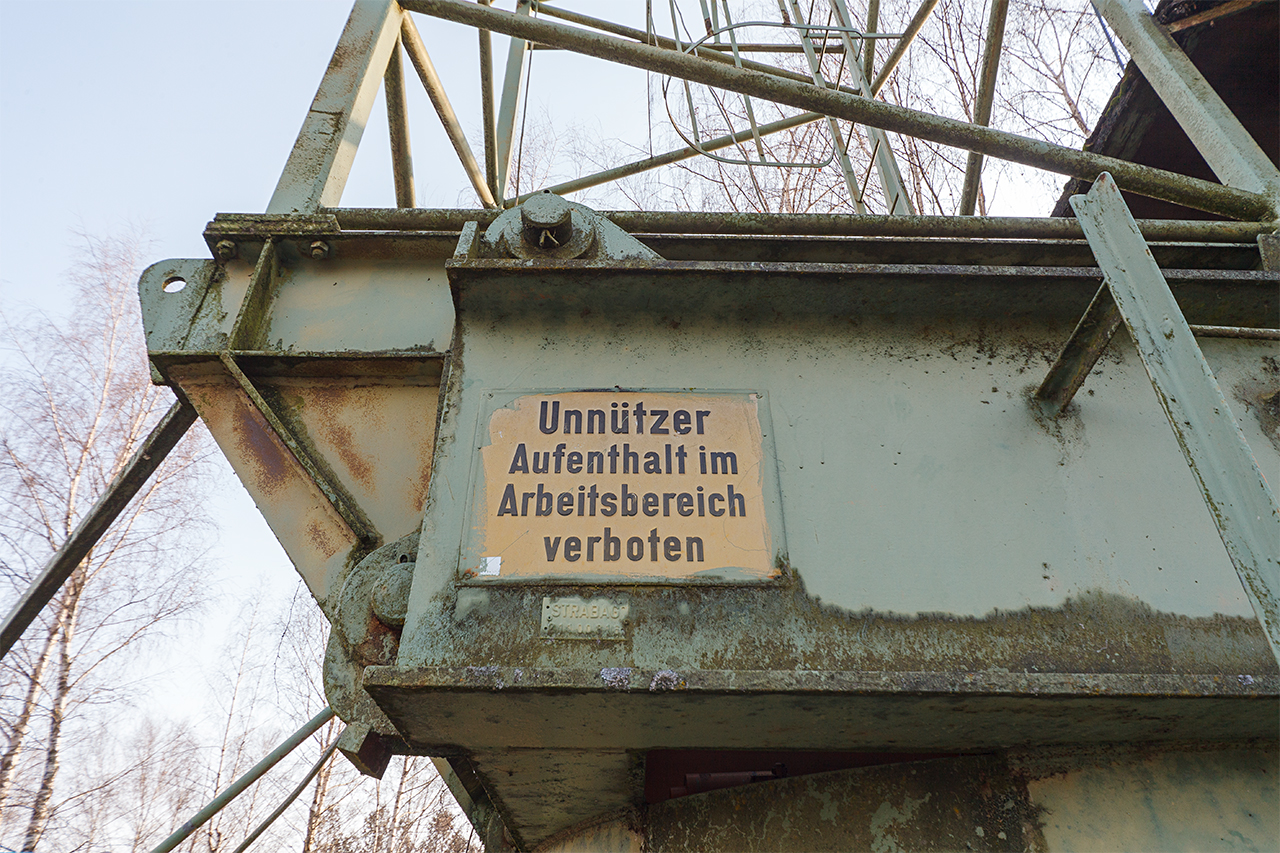 Unnützer
Aufenthalt im
Arbeitsbereich
verboten
STRABAG